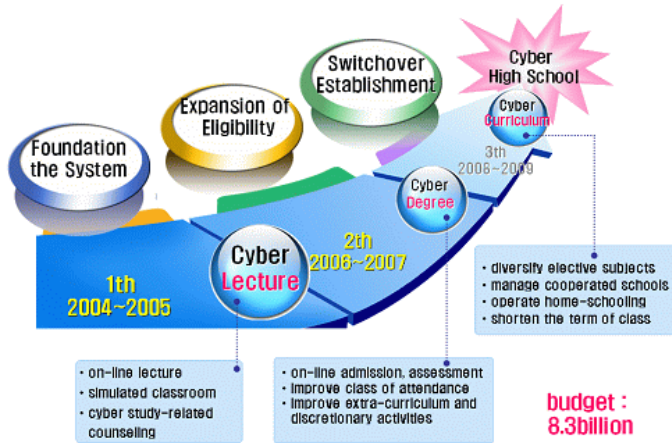 Cyber
High School
Switchover
Establishment
Expansion of
Eligibility
Foundation
the System
Cyber
Curriculum
3th
2006~2009
Cyber
Degree
2th
2006~2007
Cyber
Lecture
1th
2004~2005
• diversify elective subjects
• manage cooperated schools
• operate home-schooling
• shorten the term of class
• on-line lecture
• simulated classroom
• cyber study-related
counseling
• on-line admission, assessment
• Improve class of attendance
• Improve extra-curriculum and
discretionary activities
budget :
8.3billion